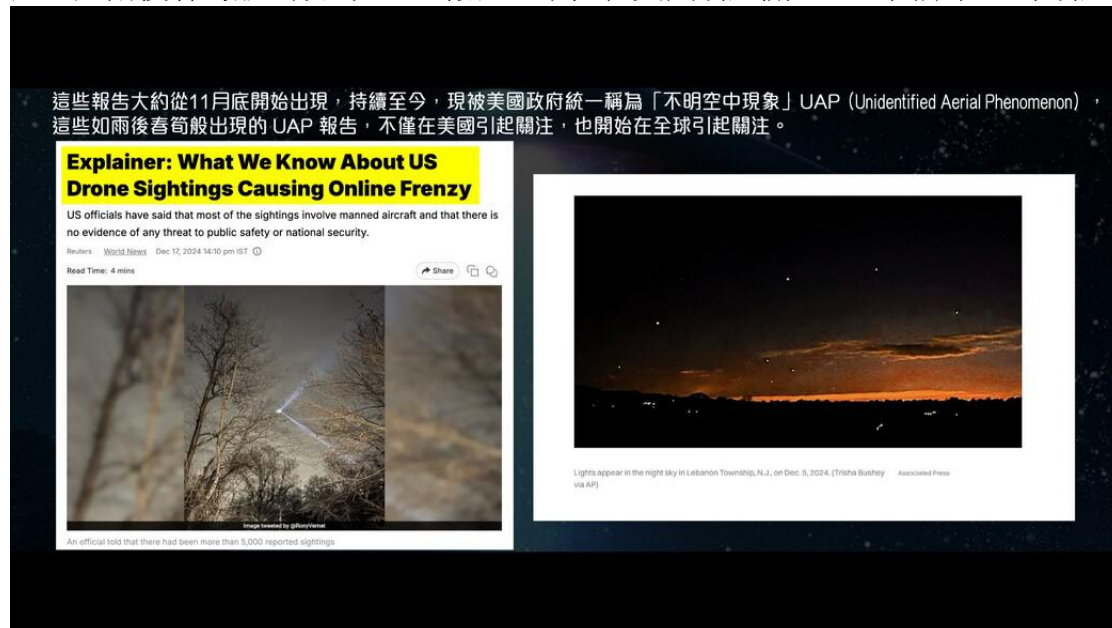 這些報告大約從11月底開始出現，持續至今，現被美國政府統一稱為「不明空中現象」UAP（Unidentified Aerial Phenomenon），
這些如雨後春筍般出現的 UAP 報告，不僅在美國引起關注，也開始在全球引起關注。
Explainer: What We Know About US
Drone Sightings Causing Online Frenzy
US officials have said that most of the sightings involve manned aircraft and that there is
no evidence of any threat to public safety or national security.
Reuters World News Dec 17, 2024 14:10 pm IST
Read Time: 4 mins
Share
Image tweeted by @RonyVernet
An official told that there had been more than 5,000 reported sightings
Lights appear in the night sky in Lebanon Township, N.J., on Dec. 5, 2024. (Trisha Bushey
via AP)
Associated Press